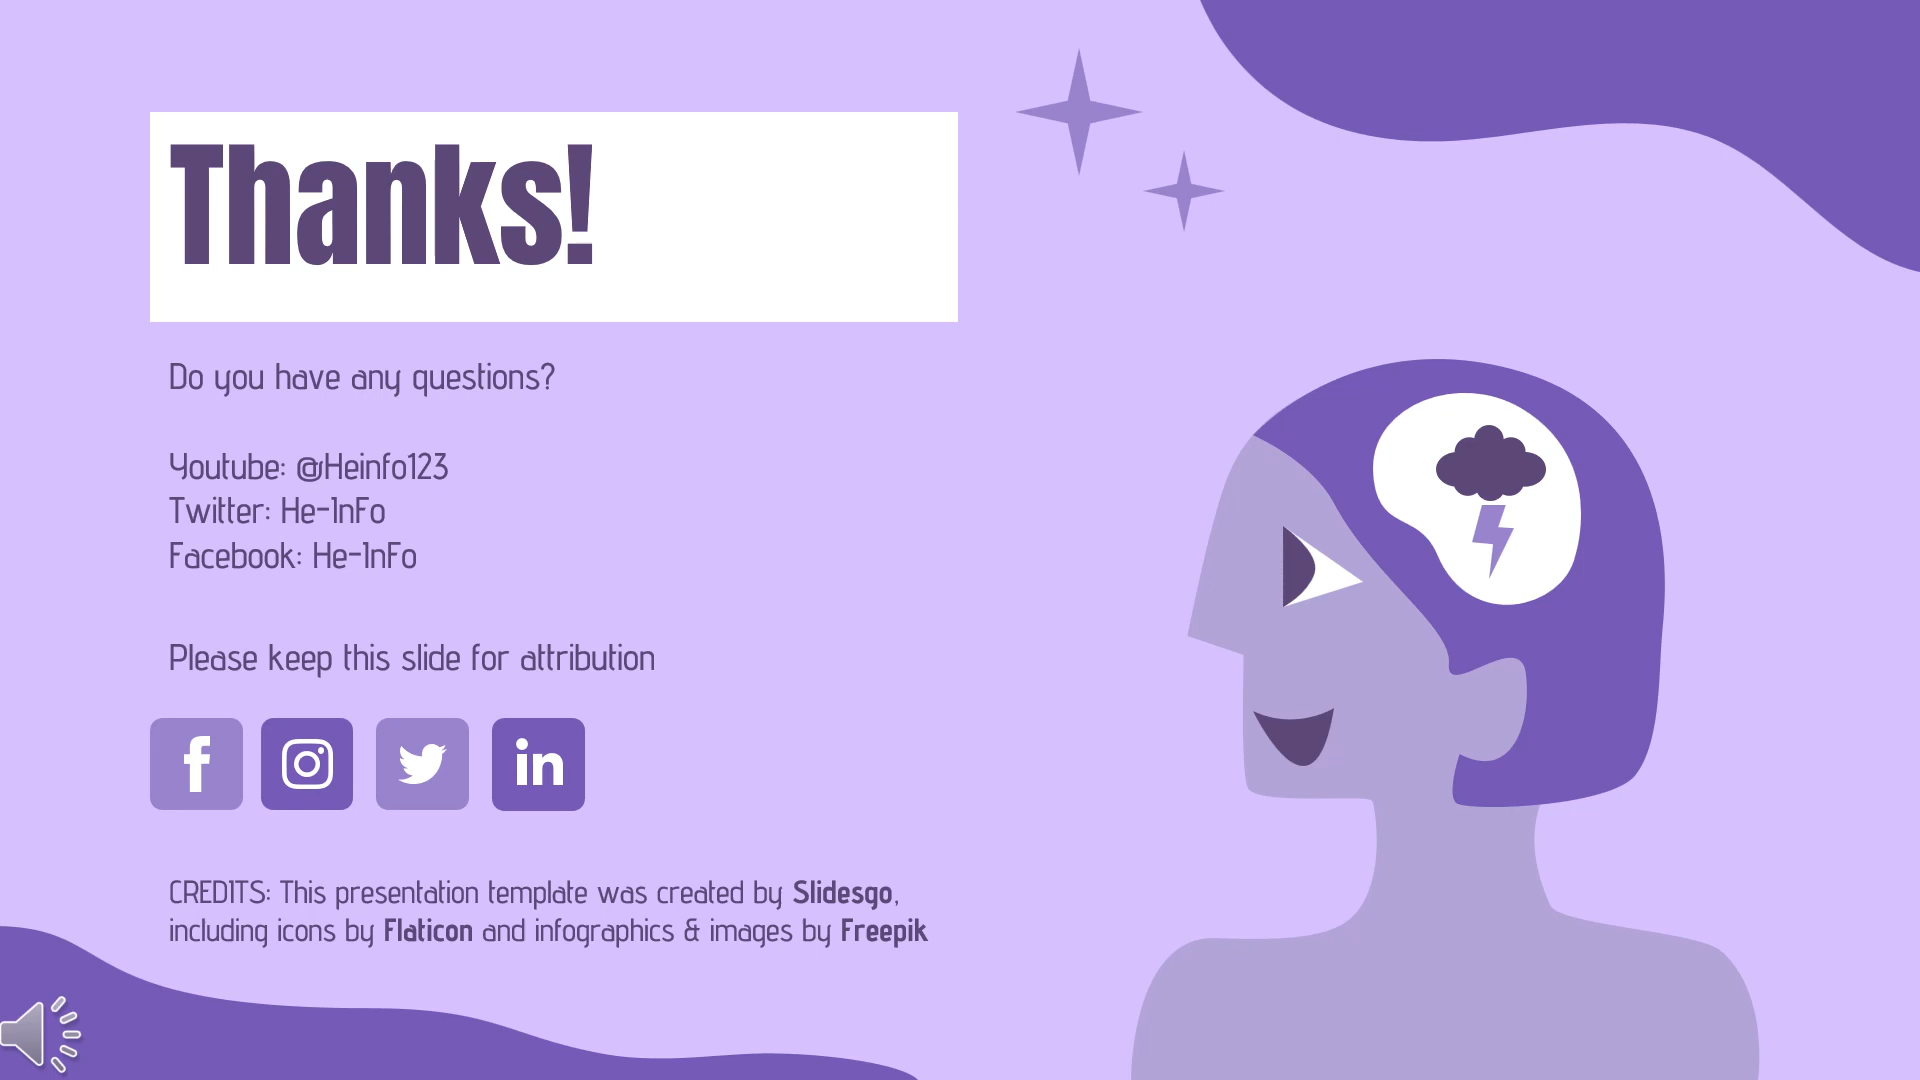 Thanks!
Do you have any questions?
Youtube: @Heinfo123
Twitter: He-InFo
Facebook: He-InFo
Please keep this slide for attribution
f
in
CREDITS: This presentation template was created by Slidesgo,
including icons by Flaticon and infographics & images by Freepik